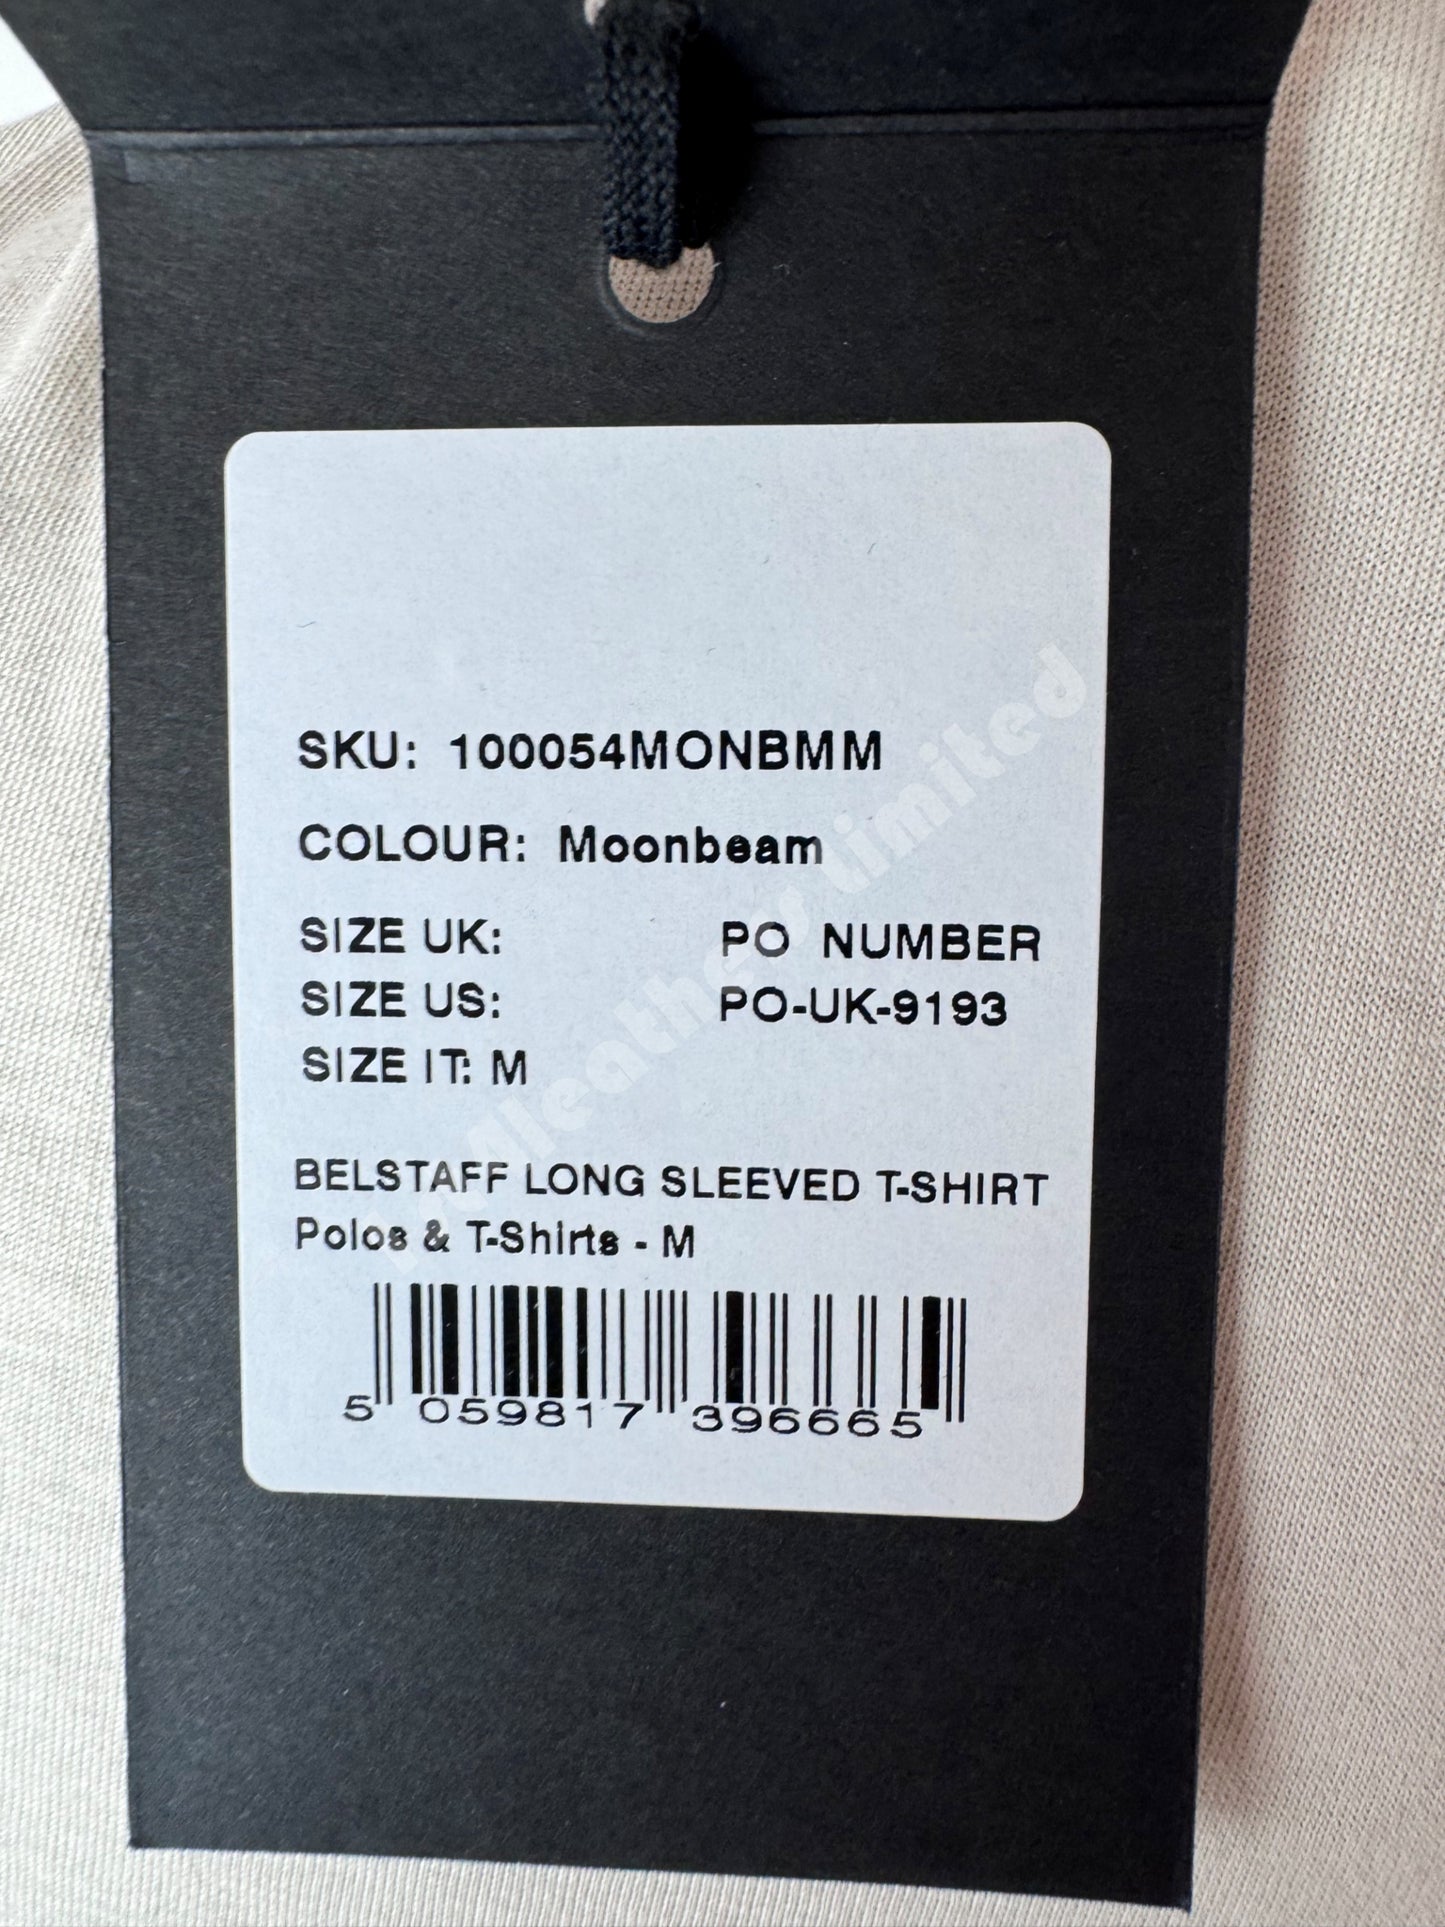 SKU: 100054MONBMM
COLOUR: Moonbeam
SIZE UK:
PO NUMBER
SIZE US:
PO-UK-9193
SIZE IT: M
BELSTAFF LONG SLEEVED T-SHIRT
Polos & T-Shirts - M
5 059817 396665
limited